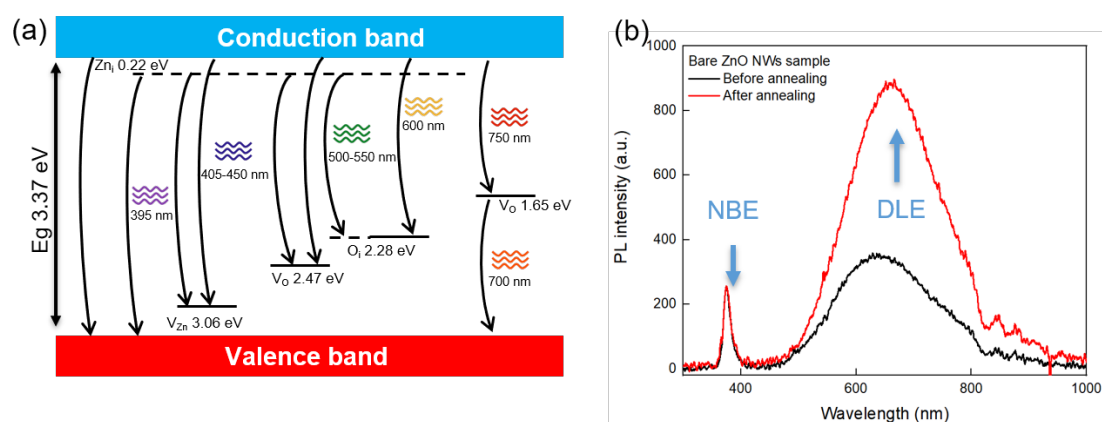 (a)
Conduction band
Zni 0.22 eV
Eg 3.37 eV
395 nm
405-450 nm
500-550 nm
600 nm
750 nm
VO 1.65 eV
Oi 2.28 eV
VO 2.47 eV
700 nm
VZn 3.06 eV
Valence band
(b)
1000
800
600
400
200
0
PL intensity (a.u.)
Bare ZnO NWs sample
Before annealing
After annealing
NBE
DLE
400
600
800
1000
Wavelength (nm)